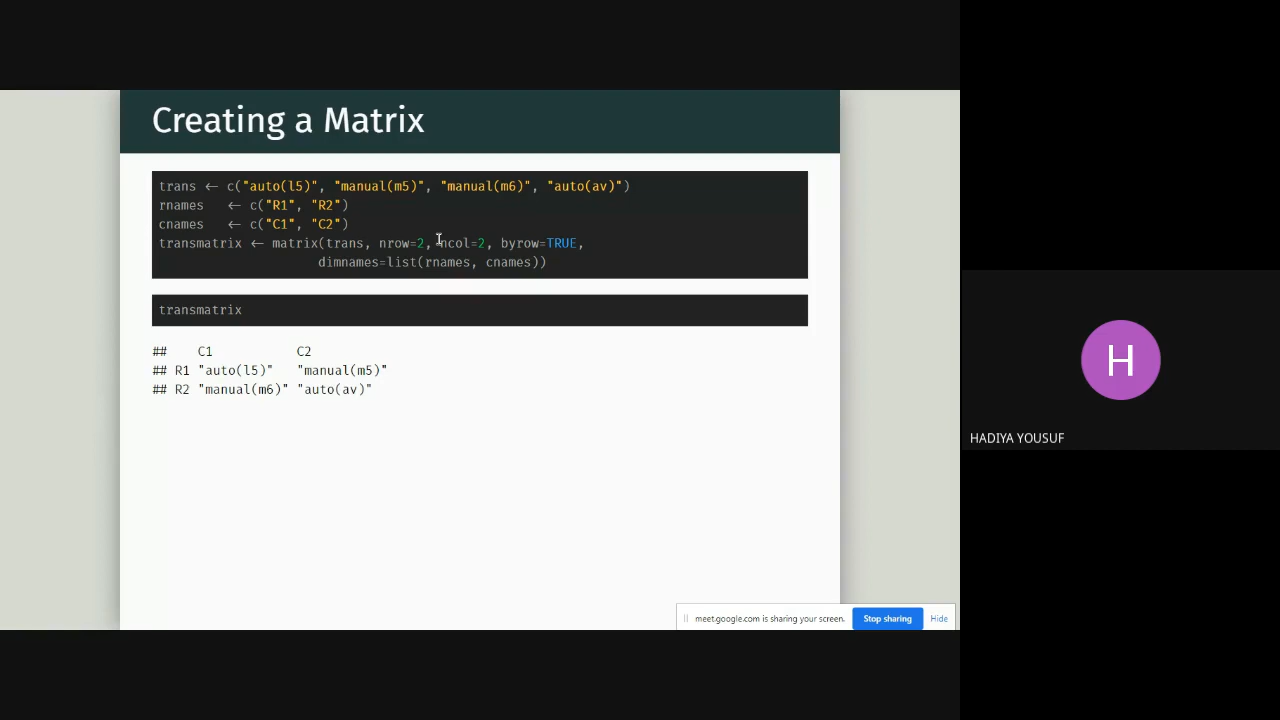 Creating a Matrix
trans <- c("auto(l5)", "manual(m5)", "manual(m6)", "auto(av)")
rnames   <- c("R1", "R2")
cnames   <- c("C1", "C2")
transmatrix <- matrix(trans, nrow=2, ncol=2, byrow=TRUE,
                     dimnames=list(rnames, cnames))
transmatrix
##    C1           C2
## R1 "auto(l5)"   "manual(m5)"
## R2 "manual(m6)" "auto(av)"
H
HADIYA YOUSUF
meet.google.com is sharing your screen. Stop sharing Hide